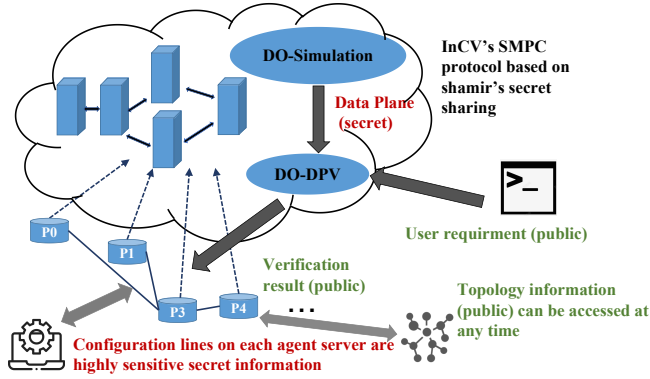 DO-Simulation
InCV's SMPC
protocol based on
shamir's secret
sharing
Data Plane
(secret)
DO-DPV
>_
P0
P1
User requirment (public)
Verification
result (public)
P3
P4
...
Topology information
(public) can be accessed at
any time
Configuration lines on each agent server are
highly sensitive secret information